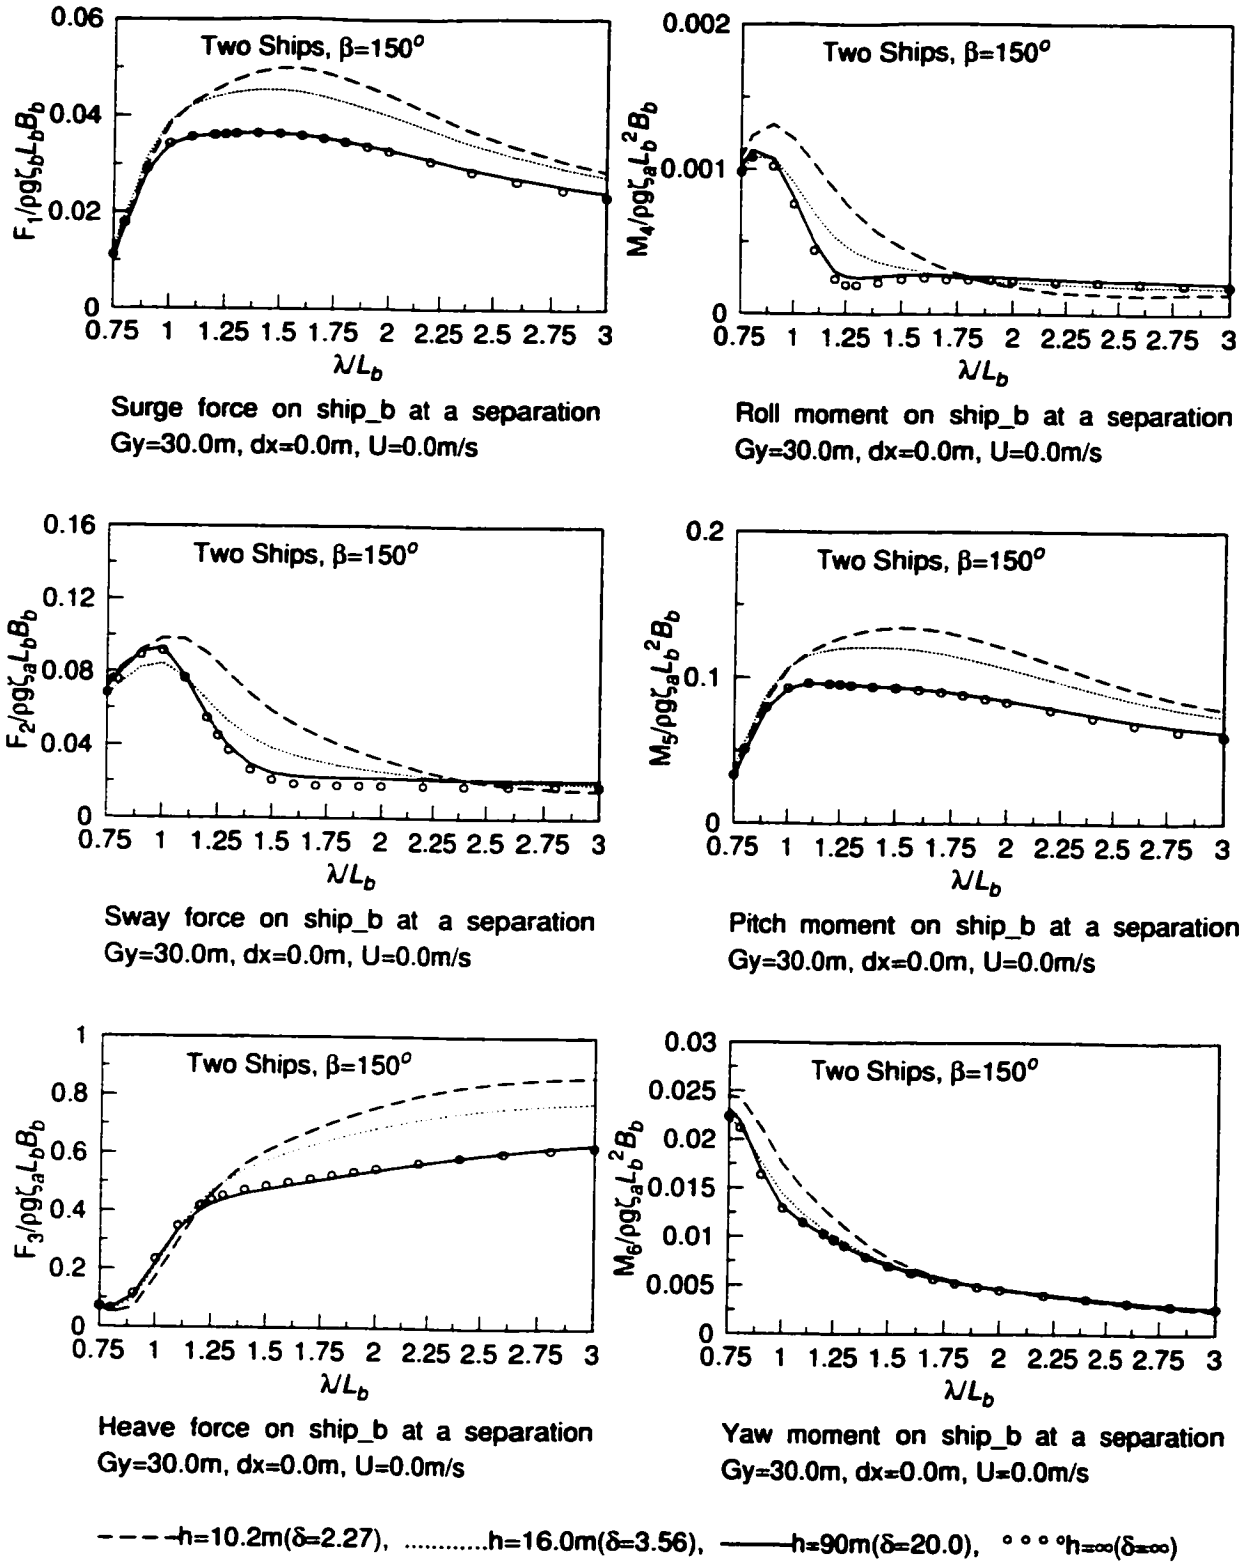 0.06
0.04
0.02
0
F₁/ρgζ_bL_bB_b
Two Ships, β=150°
0.75 1 1.25 1.5 1.75 2 2.25 2.5 2.75 3
λ/L_b
Surge force on ship_b at a separation
Gy=30.0m, dx=0.0m, U=0.0m/s
0.002
0.001
0
M₄/ρgζ_aL_b²B_b
Two Ships, β=150°
0.75 1 1.25 1.5 1.75 2 2.25 2.5 2.75 3
λ/L_b
Roll moment on ship_b at a separation
Gy=30.0m, dx=0.0m, U=0.0m/s
0.16
0.12
0.08
0.04
0
F₂/ρgζ_aL_bB_b
Two Ships, β=150°
0.75 1 1.25 1.5 1.75 2 2.25 2.5 2.75 3
λ/L_b
Sway force on ship_b at a separation
Gy=30.0m, dx=0.0m, U=0.0m/s
0.2
0.1
0
M₅/ρgζ_aL_b²B_b
Two Ships, β=150°
0.75 1 1.25 1.5 1.75 2 2.25 2.5 2.75 3
λ/L_b
Pitch moment on ship_b at a separation
Gy=30.0m, dx=0.0m, U=0.0m/s
1
0.8
0.6
0.4
0.2
0
F₃/ρgζ_aL_bB_b
Two Ships, β=150°
0.75 1 1.25 1.5 1.75 2 2.25 2.5 2.75 3
λ/L_b
Heave force on ship_b at a separation
Gy=30.0m, dx=0.0m, U=0.0m/s
0.03
0.025
0.02
0.015
0.01
0.005
0
M₆/ρgζ_aL_b²B_b
Two Ships, β=150°
0.75 1 1.25 1.5 1.75 2 2.25 2.5 2.75 3
λ/L_b
Yaw moment on ship_b at a separation
Gy=30.0m, dx=0.0m, U=0.0m/s
h=10.2m(δ=2.27), h=16.0m(δ=3.56), h=90m(δ=20.0), h=∞(δ=∞)